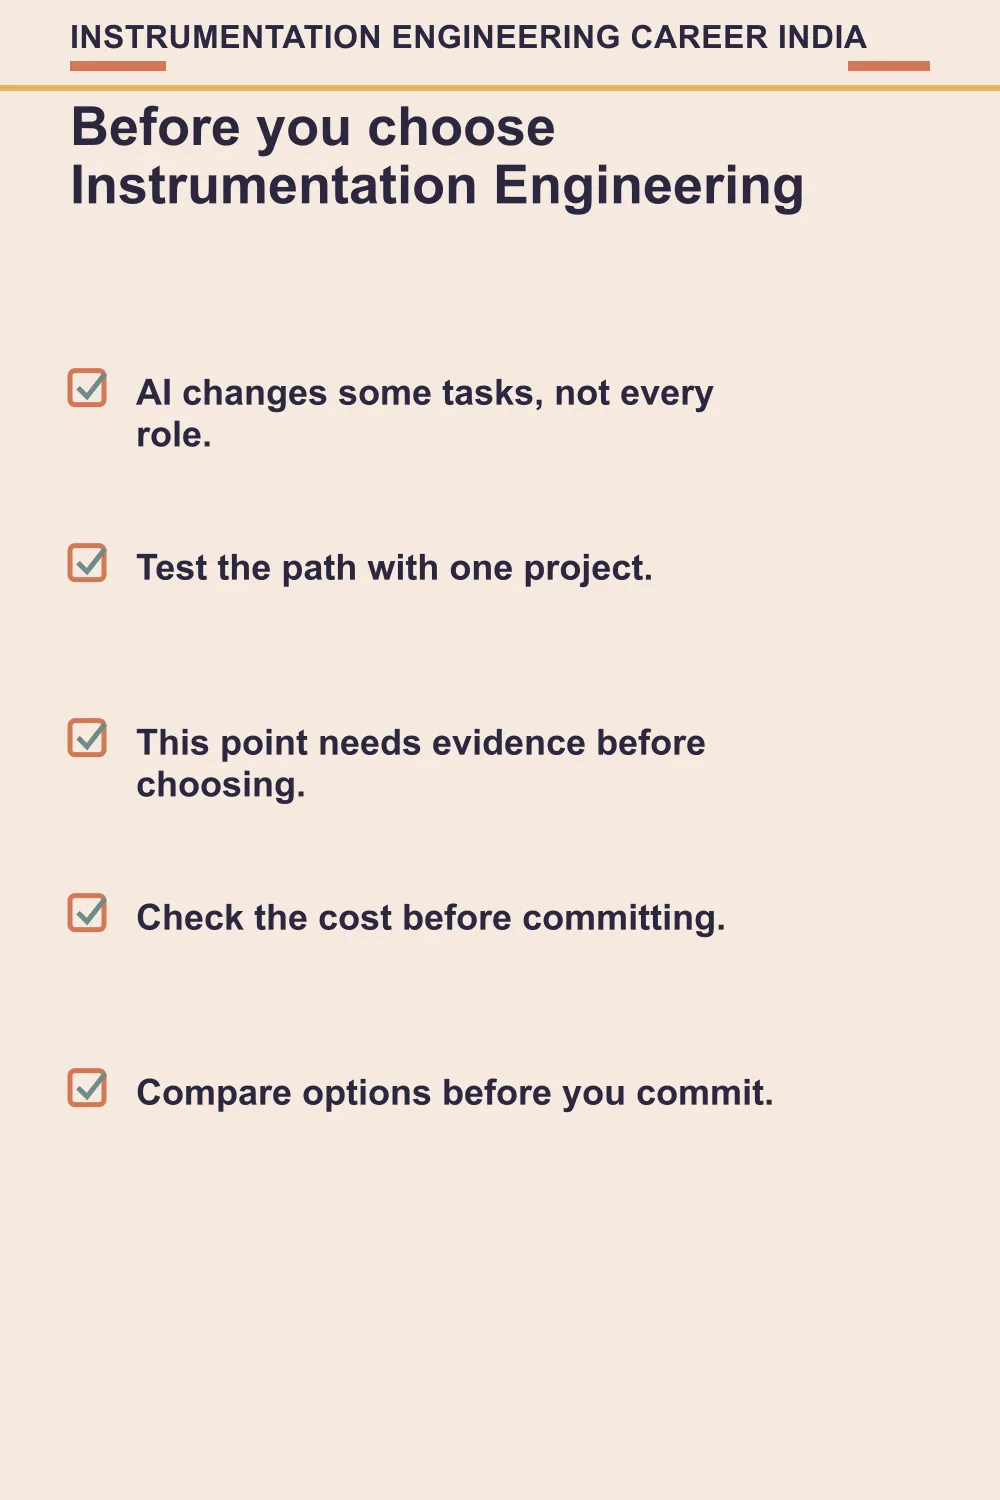 INSTRUMENTATION ENGINEERING CAREER INDIA
Before you choose
Instrumentation Engineering
AI changes some tasks, not every
role.
Test the path with one project.
This point needs evidence before
choosing.
Check the cost before committing.
Compare options before you commit.